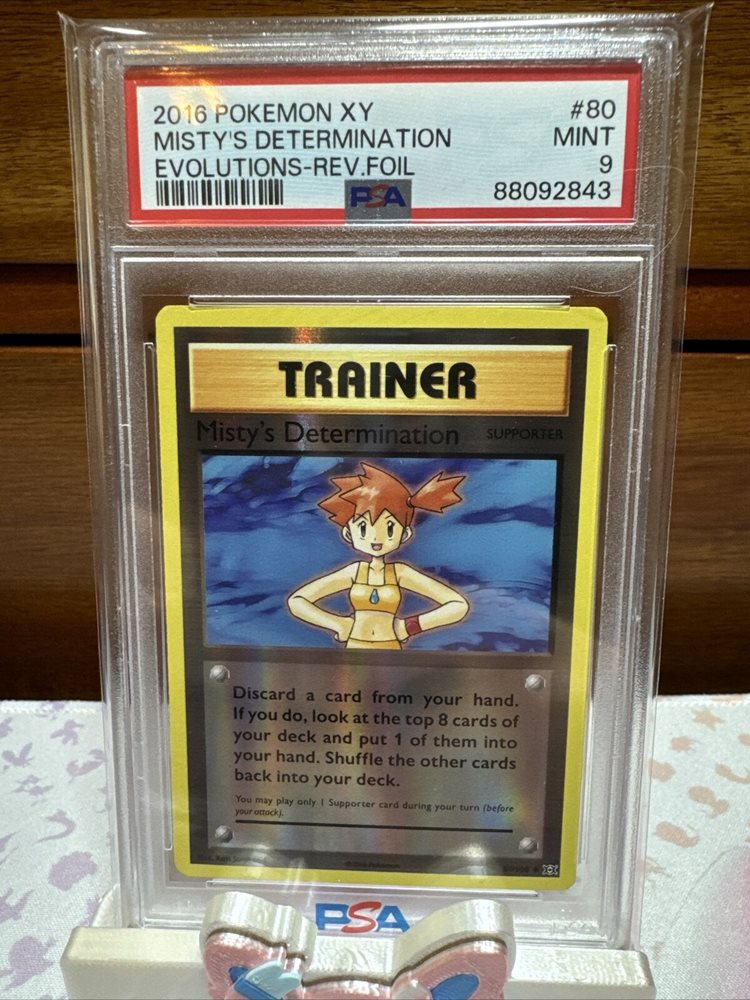 2016 POKEMON XY #80
MISTY'S DETERMINATION MINT
EVOLUTIONS-REV.FOIL 9
PSA 88092843
TRAINER
Misty's Determination SUPPORTER
Discard a card from your hand.
If you do, look at the top 8 cards of
your deck and put 1 of them into
your hand. Shuffle the other cards
back into your deck.
You may play only 1 Supporter card during your turn (before
your attack).
©2016 Pokémon
PSA